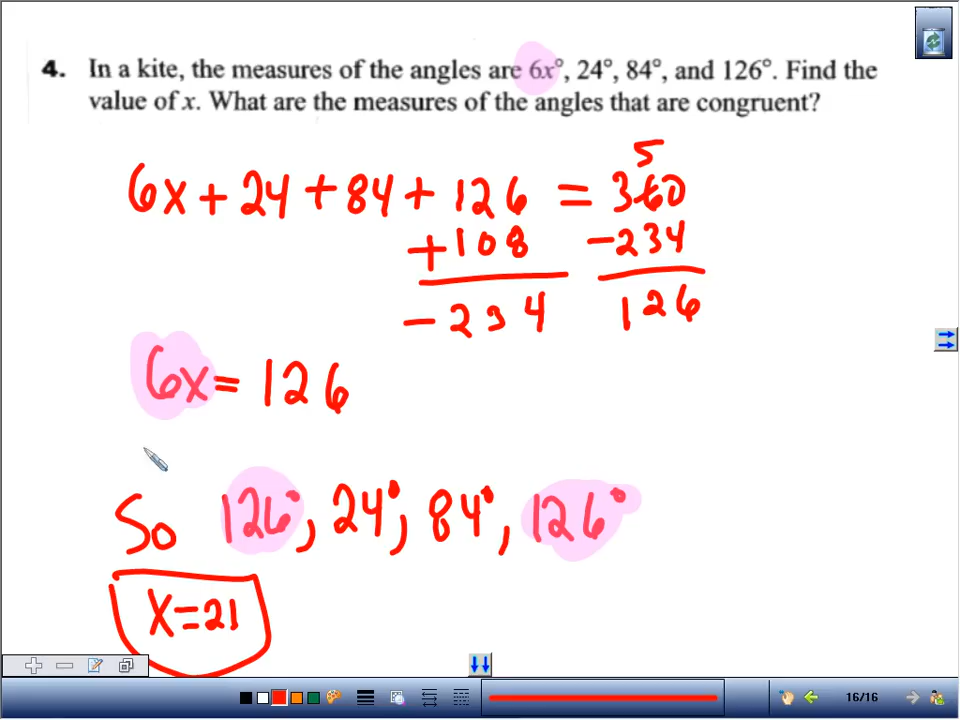 4. In a kite, the measures of the angles are 6x°, 24°, 84°, and 126°. Find the
value of x. What are the measures of the angles that are congruent?
5
6x + 24 + 84 + 126 = 360
+108 -234
-234 126
6x = 126
So 126°, 24°, 84°, 126°
x=21
16/16